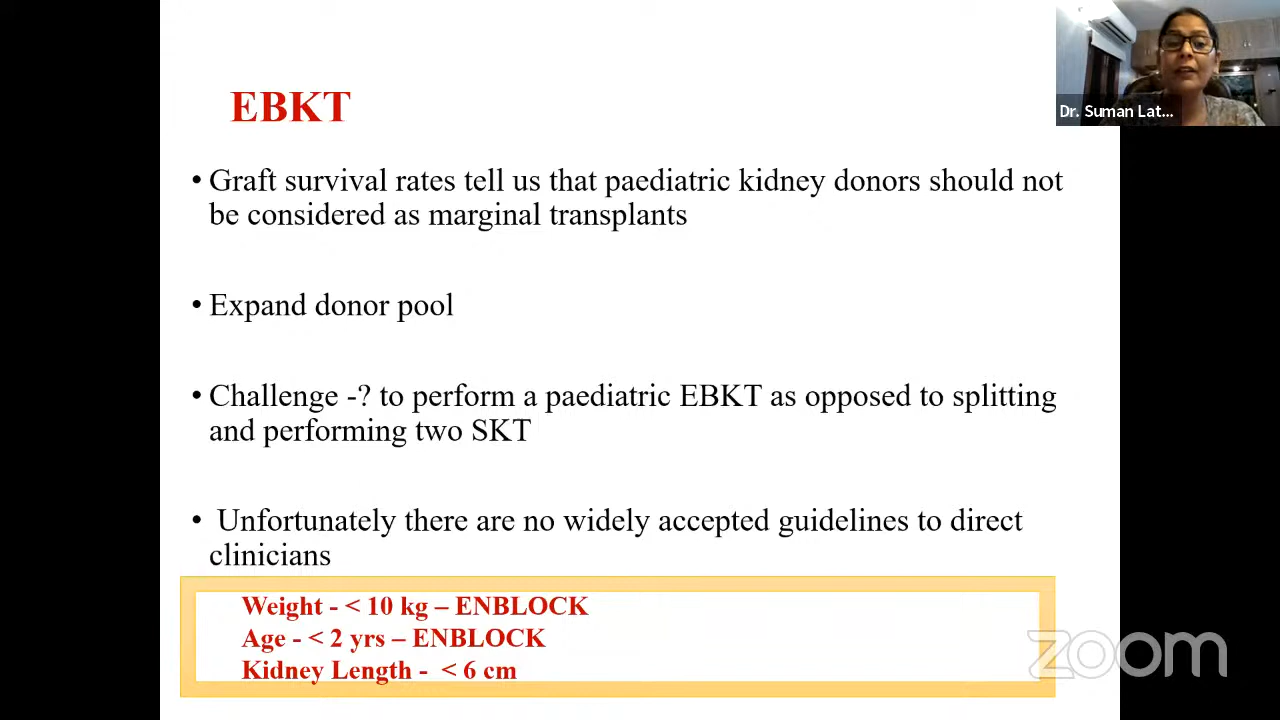 EBKT
• Graft survival rates tell us that paediatric kidney donors should not
be considered as marginal transplants
• Expand donor pool
• Challenge -? to perform a paediatric EBKT as opposed to splitting
and performing two SKT
• Unfortunately there are no widely accepted guidelines to direct
clinicians
Weight - < 10 kg – ENBLOCK
Age - < 2 yrs – ENBLOCK
Kidney Length - < 6 cm
Dr. Suman Lat...
zoom